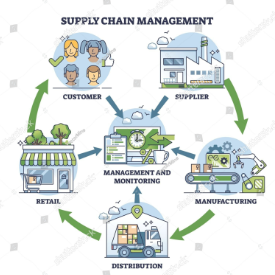 SUPPLY CHAIN MANAGEMENT
CUSTOMER
SUPPLIER
MANAGEMENT AND
MONITORING
RETAIL
MANUFACTURING
DISTRIBUTION